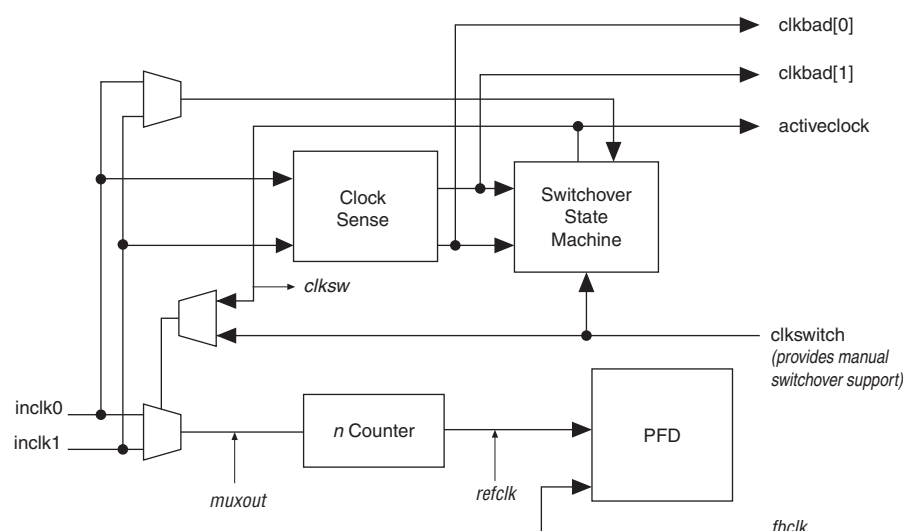 clkbad[0]
clkbad[1]
activeclock
Clock
Sense
Switchover
State
Machine
clksw
clkswitch
(provides manual
switchover support)
inclk0
inclk1
n Counter
PFD
muxout
refclk
fbclk